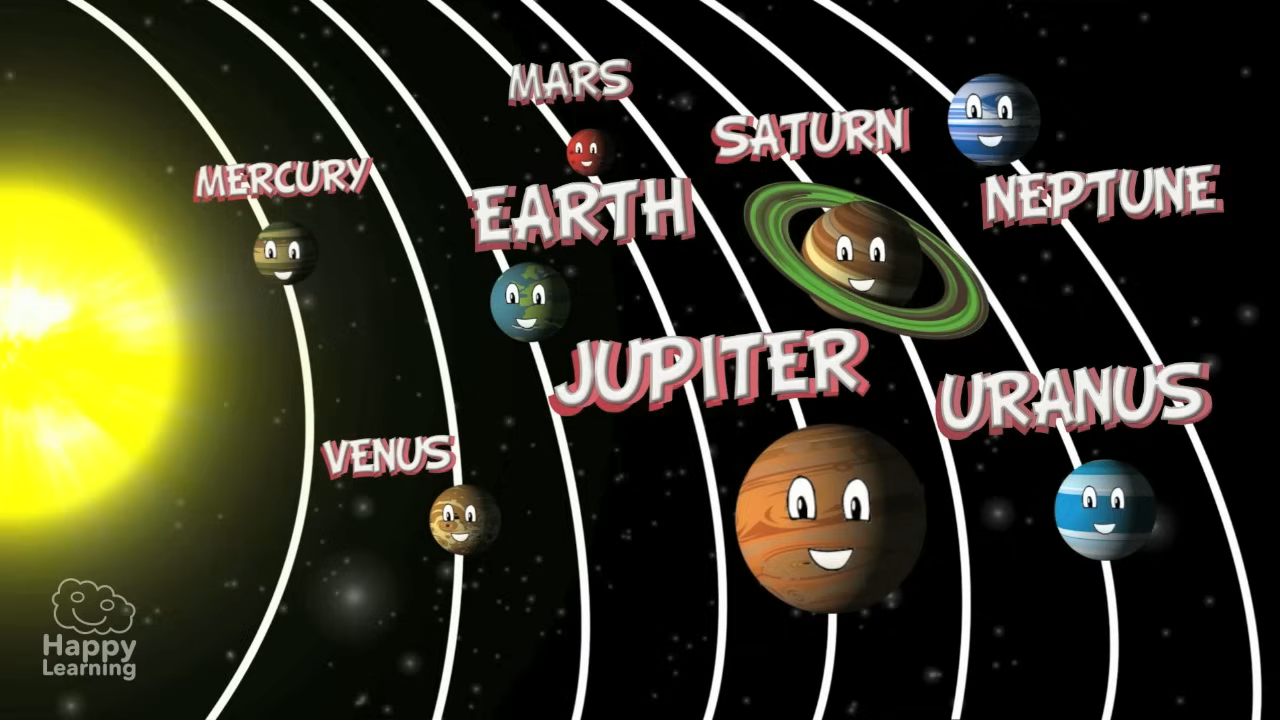 MARS
SATURN
MERCURY
EARTH
NEPTUNE
JUPITER
URANUS
VENUS
Happy
Learning